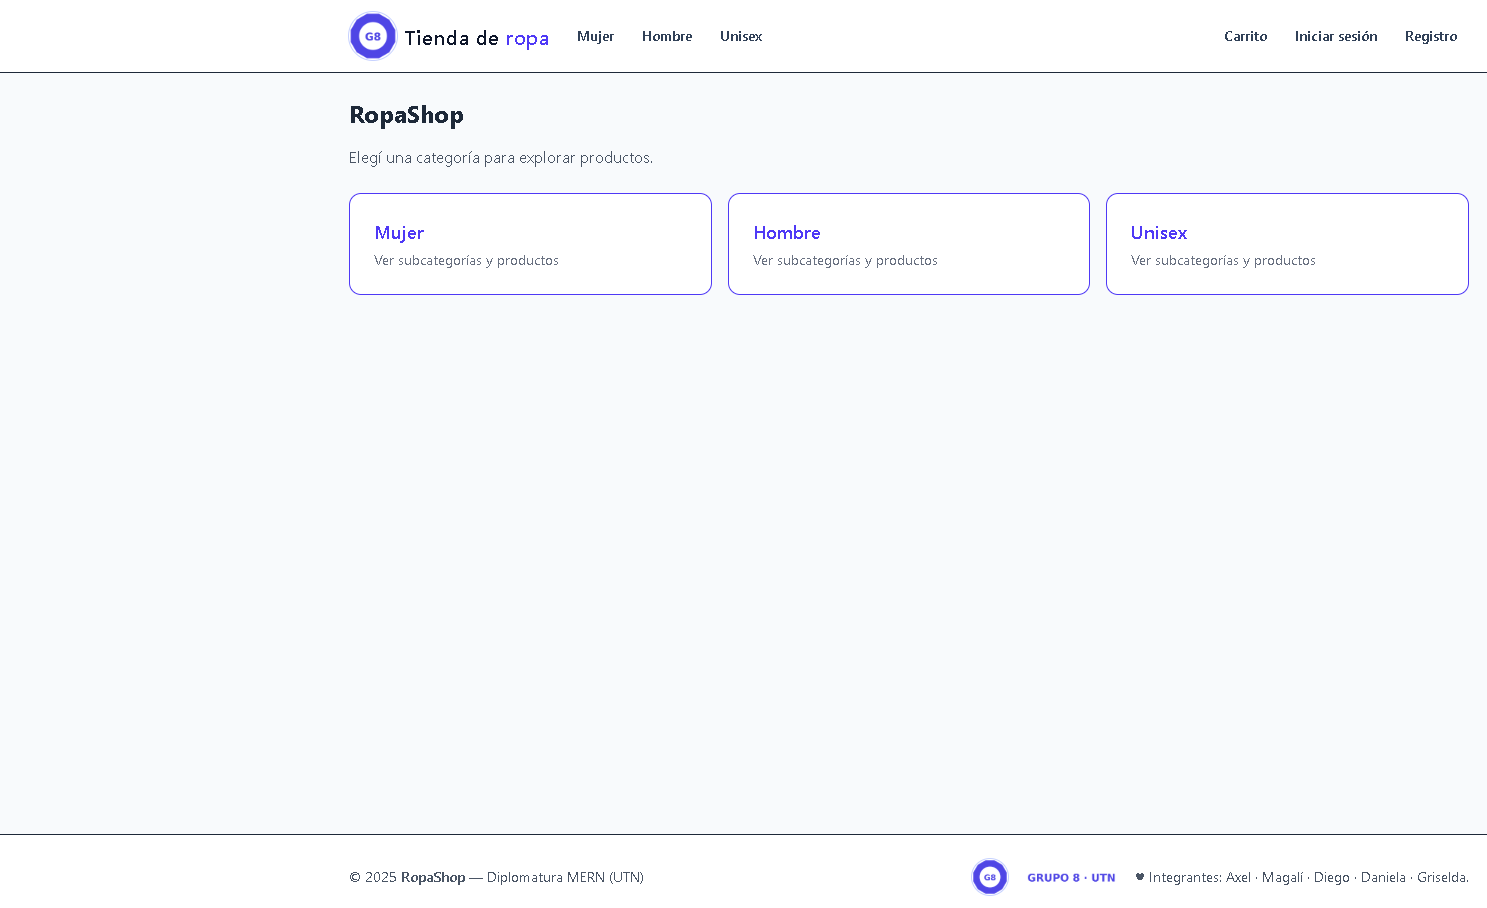 G8 Tienda de ropa Mujer Hombre Unisex Carrito Iniciar sesión Registro
RopaShop
Elegí una categoría para explorar productos.
Mujer
Ver subcategorías y productos
Hombre
Ver subcategorías y productos
Unisex
Ver subcategorías y productos
© 2025 RopaShop — Diplomatura MERN (UTN)
G8 GRUPO 8 · UTN ♥ Integrantes: Axel · Magalí · Diego · Daniela · Griselda.